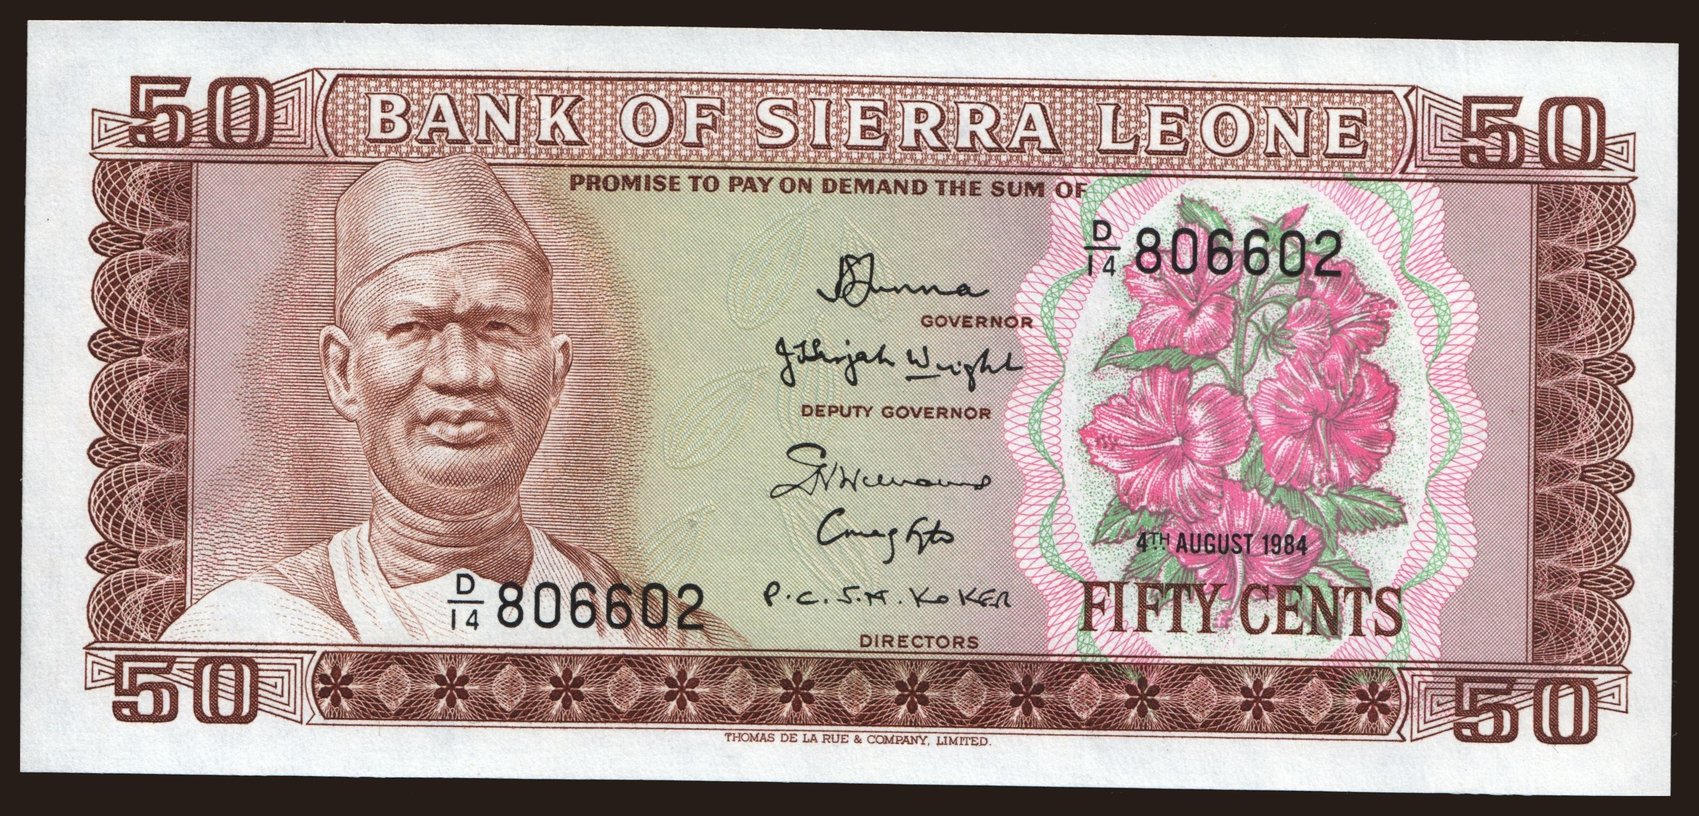 50 BANK OF SIERRA LEONE 50
PROMISE TO PAY ON DEMAND THE SUM OF
D/14 806602
GOVERNOR
Wright
DEPUTY GOVERNOR
P.C.S.M. KOKER
4TH AUGUST 1984
D/14 806602
FIFTY CENTS
DIRECTORS
50 50
THOMAS DE LA RUE & COMPANY, LIMITED.